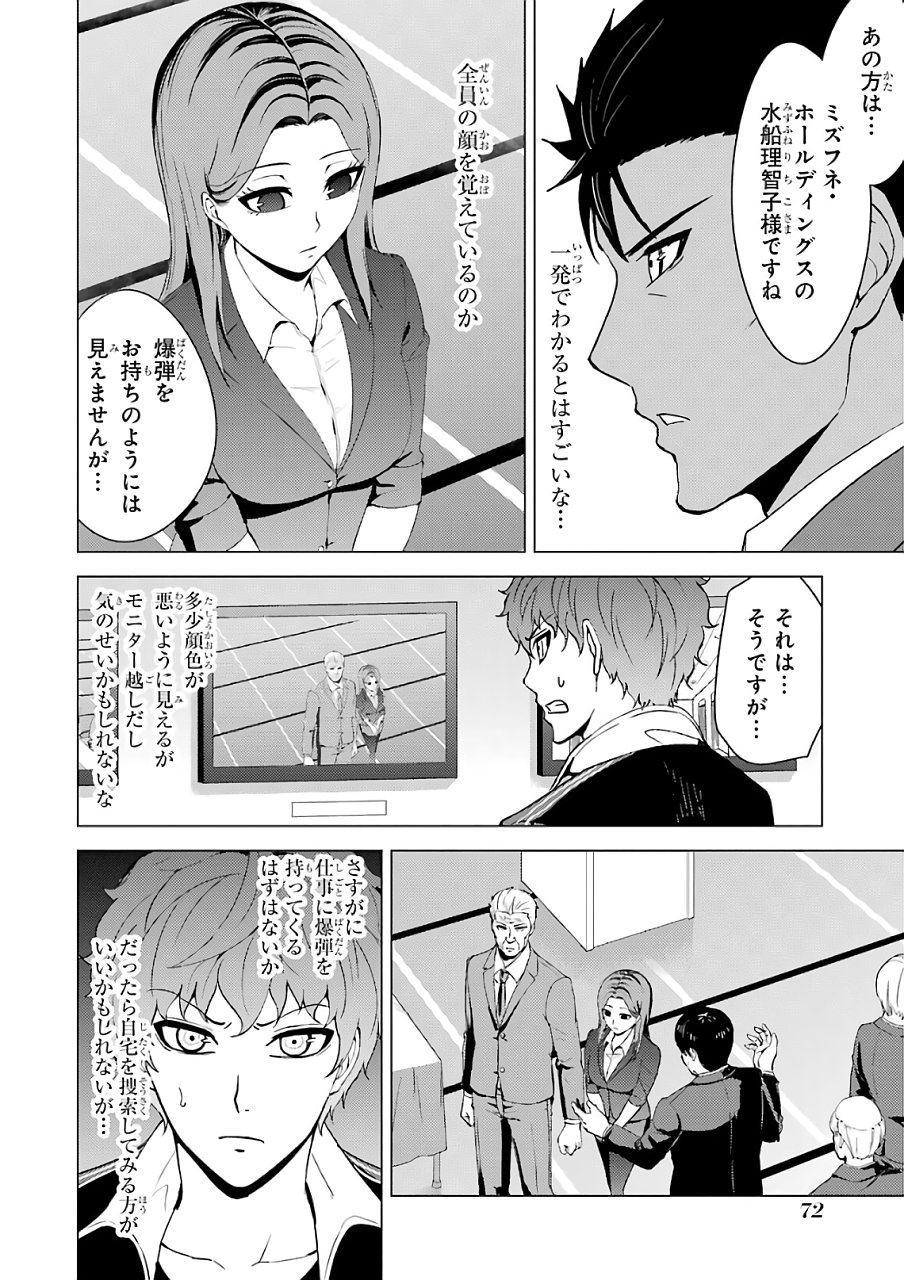 あの方は…
ミズフネ・
ホールディングスの
水船理智子様ですね
一発でわかるとはすごいな…
全員の顔を覚えているのか
爆弾を
お持ちのようには
見えませんが…
それは…
そうですが…
多少顔色が
悪いように見えるが
モニター越しだし
気のせいかもしれないな
さすがに
仕事に爆弾を
持ってくる
はずはないか
だったら自宅を捜索してみる方が
いいかもしれないが…
72